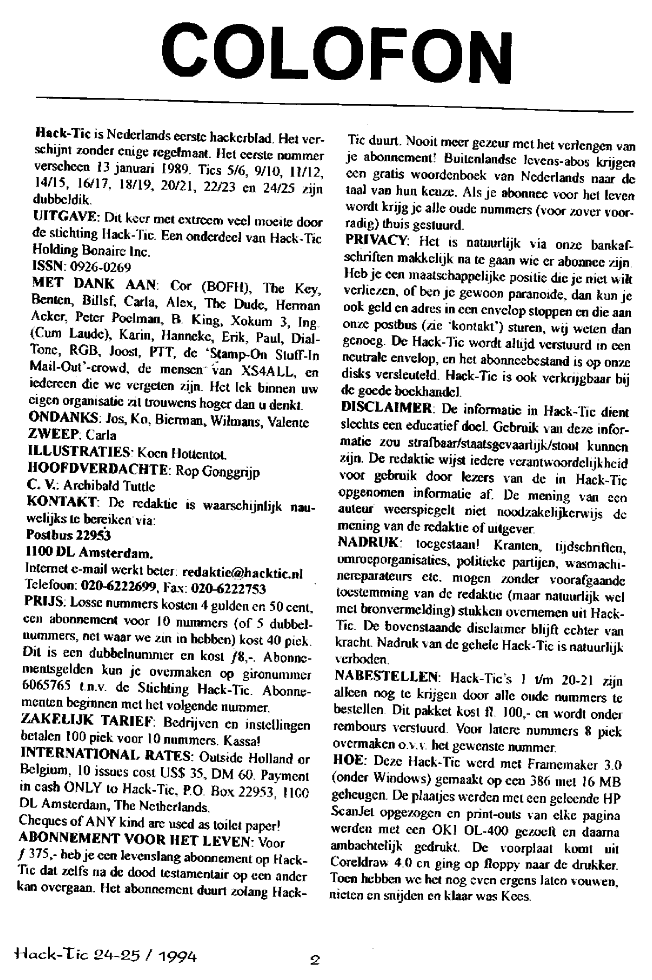 COLOFON
Hack-Tic is Nederlands eerste hackerblad. Het ver-
schijnt zonder enige regelmaat. Het eerste nummer
verscheen 13 januari 1989. Tics 5/6, 9/10, 11/12,
14/15, 16/17, 18/19, 20/21, 22/23 en 24/25 zijn
dubbeldik.
UITGAVE: Dit keer met extreem veel moeite door
de stichting Hack-Tic. Een onderdeel van Hack-Tic
Holding Bonaire Inc.
ISSN: 0926-0269
MET DANK AAN: Cor (BOFH), The Key,
Benten, Billsf, Carla, Alex, The Dude, Herman
Acker, Peter Poelman, B. King, Xokum 3, Ing.
(Cum Laude), Karin, Hanneke, Erik, Paul, Dial-
Tone, RGB, Joost, PTT, de 'Stamp-On Stuff-In
Mail-Out'-crowd, de mensen van XS4ALL, en
iedereen die we vergeten zijn. Het lek binnen uw
eigen organisatie zit trouwens hoger dan u denkt.
ONDANKS: Jos, Ko, Bierman, Wilmans, Valente
ZWEEP: Carla
ILLUSTRATIES: Koen Hottentot.
HOOFDVERDACHTE: Rop Gonggrijp
C. V.: Archibald Tuttle
KONTAKT: De redaktie is waarschijnlijk nau-
welijks te bereiken via:
Postbus 22953
1100 DL Amsterdam.
Internet e-mail werkt beter: redaktie@hacktic.nl
Telefoon: 020-6222699, Fax: 020-6222753
PRIJS: Losse nummers kosten 4 gulden en 50 cent,
een abonnement voor 10 nummers (of 5 dubbel-
nummers, net waar we zin in hebben) kost 40 piek.
Dit is een dubbelnummer en kost ƒ8,-. Abonne-
mentsgelden kun je overmaken op gironummer
6065765 t.n.v. de Stichting Hack-Tic. Abonne-
menten beginnen met het volgende nummer.
ZAKELIJK TARIEF: Bedrijven en instellingen
betalen 100 piek voor 10 nummers. Kassa!
INTERNATIONAL RATES: Outside Holland or
Belgium, 10 issues cost US$ 35, DM 60. Payment
in cash ONLY to Hack-Tic, P.O. Box 22953, 1100
DL Amsterdam, The Netherlands.
Cheques of ANY kind are used as toilet paper!
ABONNEMENT VOOR HET LEVEN: Voor
ƒ 375,- heb je een levenslang abonnement op Hack-
Tic dat zelfs na de dood testamentair op een ander
kan overgaan. Het abonnement duurt zolang Hack-
Tic duurt. Nooit meer gezeur met het verlengen van
je abonnement! Buitenlandse levens-abos krijgen
een gratis woordenboek van Nederlands naar de
taal van hun keuze. Als je abonnee voor het leven
wordt krijg je alle oude nummers (voor zover voor-
radig) thuis gestuurd.
PRIVACY: Het is natuurlijk via onze bankaf-
schriften makkelijk na te gaan wie er abonnee zijn.
Heb je een maatschappelijke positie die je niet wilt
verliezen, of ben je gewoon paranoide, dan kun je
ook geld en adres in een envelop stoppen en die aan
onze postbus (zie 'kontakt') sturen, wij weten dan
genoeg. De Hack-Tic wordt altijd verstuurd in een
neutrale envelop, en het abonneebestand is op onze
disks versleuteld. Hack-Tic is ook verkrijgbaar bij
de goede boekhandel.
DISCLAIMER: De informatie in Hack-Tic dient
slechts een educatief doel. Gebruik van deze infor-
matie zou strafbaar/staatsgevaarlijk/stout kunnen
zijn. De redaktie wijst iedere verantwoordelijkheid
voor gebruik door lezers van de in Hack-Tic
opgenomen informatie af. De mening van een
auteur weerspiegelt niet noodzakelijkerwijs de
mening van de redaktie of uitgever.
NADRUK: toegestaan! Kranten, tijdschriften,
omroeporganisaties, politieke partijen, wasmachi-
nereparateurs etc. mogen zonder voorafgaande
toestemming van de redaktie (maar natuurlijk wel
met bronvermelding) stukken overnemen uit Hack-
Tic. De bovenstaande disclaimer blijft echter van
kracht. Nadruk van de gehele Hack-Tic is natuurlijk
verboden.
NABESTELLEN: Hack-Tic's 1 t/m 20-21 zijn
alleen nog te krijgen door alle oude nummers te
bestellen. Dit pakket kost fl. 100,- en wordt onder
rembours verstuurd. Voor latere nummers 8 piek
overmaken o.v.v. het gewenste nummer.
HOE: Deze Hack-Tic werd met Framemaker 3.0
(onder Windows) gemaakt op een 386 met 16 MB
geheugen. De plaatjes werden met een geleende HP
ScanJet opgezogen en print-outs van elke pagina
werden met een OKI OL-400 gezoeft en daarna
ambachtelijk gedrukt. De voorplaat komt uit
Coreldraw 4.0 en ging op floppy naar de drukker.
Toen hebben we het nog even ergens laten vouwen,
nieten en snijden en klaar was Kees.
Hack-Tic 24-25 / 1994
2